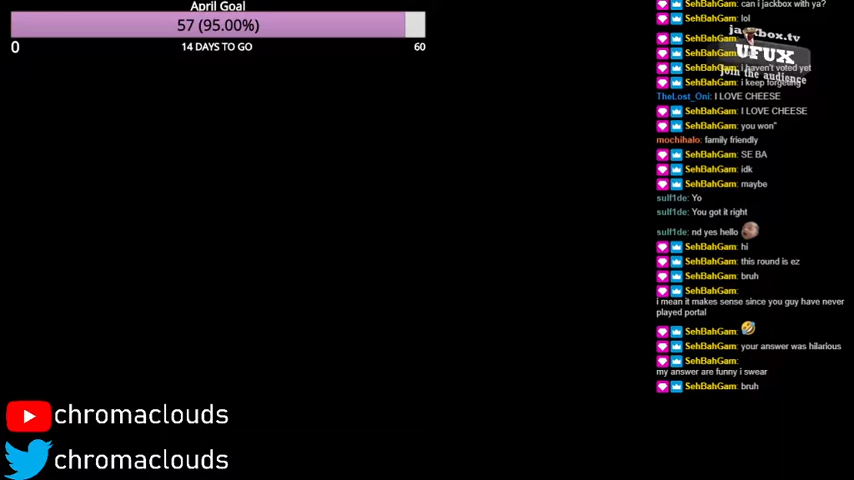 April Goal
57 (95.00%)
0
14 DAYS TO GO
60
SehBahGam: can i jackbox with ya?
SehBahGam: lol
jackbox.tv
SehBahGam:
UFUX
SehBahGam:
SehBahGam: i haven't voted yet
join the audience
SehBahGam: i keep forgeting
TheLost_Oni: I LOVE CHEESE
SehBahGam: I LOVE CHEESE
SehBahGam: you won"
mochihalo: family friendly
SehBahGam: SE BA
SehBahGam: idk
SehBahGam: maybe
sulf1de: Yo
sulf1de: You got it right
sulf1de: nd yes hello
SehBahGam: hi
SehBahGam: this round is ez
SehBahGam: bruh
SehBahGam:
i mean it makes sense since you guy have never
played portal
SehBahGam:
SehBahGam: your answer was hilarious
SehBahGam:
my answer are funny i swear
SehBahGam: bruh
chromaclouds
chromaclouds